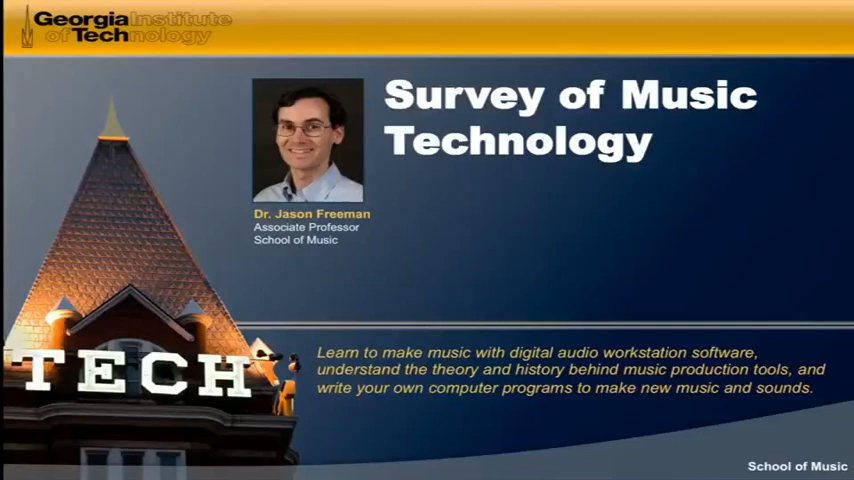 Georgia Institute
of Technology
Survey of Music
Technology
Dr. Jason Freeman
Associate Professor
School of Music
TECH
Learn to make music with digital audio workstation software,
understand the theory and history behind music production tools, and
write your own computer programs to make new music and sounds.
School of Music